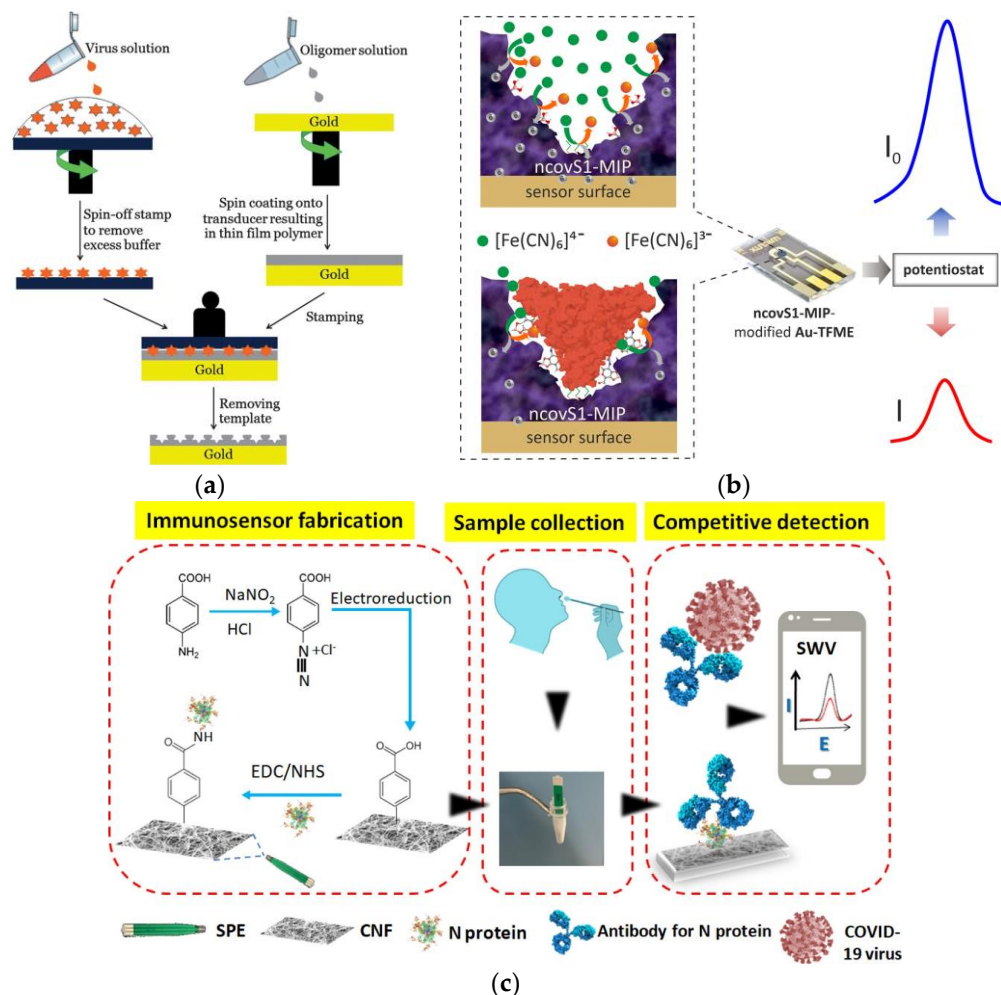 Virus solution
Oligomer solution
Gold
Spin-off stamp
to remove
excess buffer
Spin coating onto
transducer resulting
in thin film polymer
Gold
Stamping
Gold
Removing
template
Gold
(a)
ncovS1-MIP
sensor surface
[Fe(CN)₆]⁴⁻
[Fe(CN)₆]³⁻
ncovS1-MIP
sensor surface
ncovS1-MIP-
modified Au-TFME
I₀
potentiostat
I
(b)
Immunosensor fabrication
COOH
NH₂
NaNO₂
HCl
COOH
N
+Cl⁻
N
Electroreduction
O
OH
EDC/NHS
O
NH
Sample collection
Competitive detection
SWV
I
E
SPE
CNF
N protein
Antibody for N protein
COVID-
19 virus
(c)